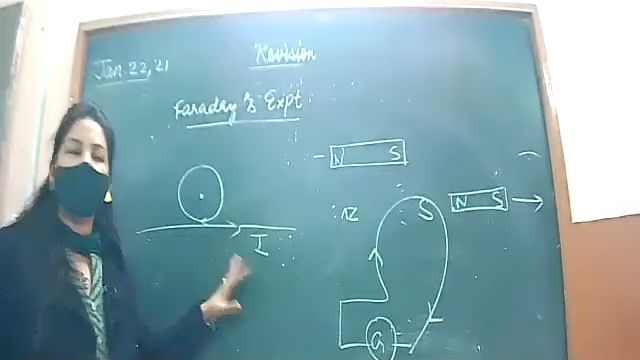 Jan 22, 21
Revision
Faraday's Expt.
N S
N S
N S
I
G